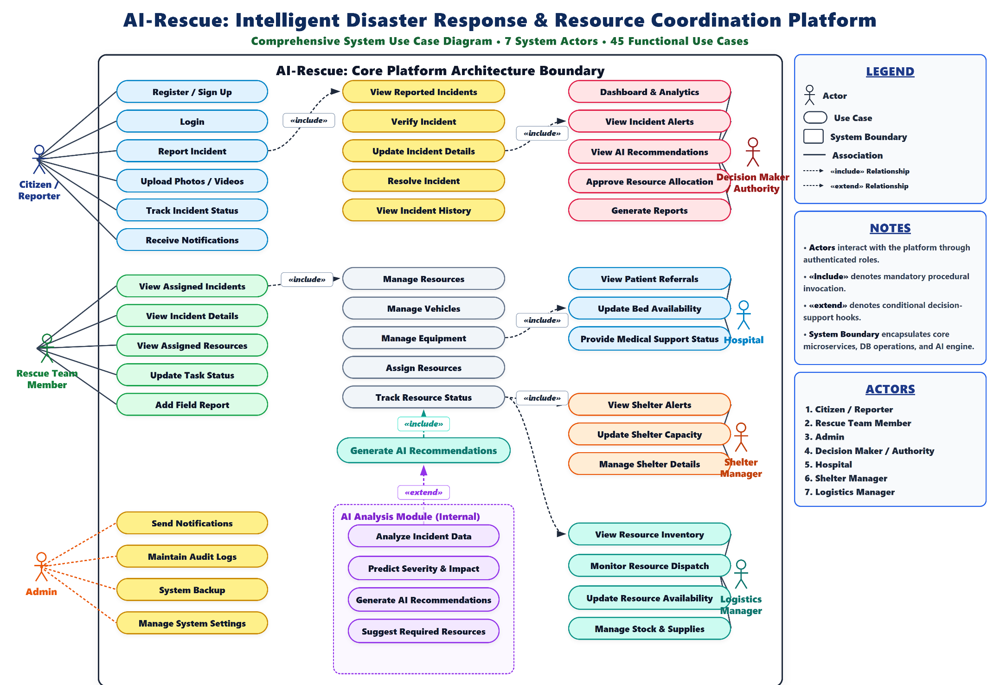 AI-Rescue: Intelligent Disaster Response & Resource Coordination Platform
Comprehensive System Use Case Diagram • 7 System Actors • 45 Functional Use Cases
AI-Rescue: Core Platform Architecture Boundary
Citizen /
Reporter
Register / Sign Up
Login
Report Incident
Upload Photos / Videos
Track Incident Status
Receive Notifications
«include»
View Reported Incidents
Verify Incident
Update Incident Details
Resolve Incident
View Incident History
«include»
Dashboard & Analytics
View Incident Alerts
View AI Recommendations
Approve Resource Allocation
Generate Reports
Decision Maker
/ Authority
Rescue Team
Member
View Assigned Incidents
View Incident Details
View Assigned Resources
Update Task Status
Add Field Report
«include»
Manage Resources
Manage Vehicles
Manage Equipment
Assign Resources
Track Resource Status
«include»
View Patient Referrals
Update Bed Availability
Provide Medical Support Status
Hospital
«include»
View Shelter Alerts
Update Shelter Capacity
Manage Shelter Details
Shelter
Manager
«include»
Generate AI Recommendations
«extend»
AI Analysis Module (Internal)
Analyze Incident Data
Predict Severity & Impact
Generate AI Recommendations
Suggest Required Resources
Admin
Send Notifications
Maintain Audit Logs
System Backup
Manage System Settings
View Resource Inventory
Monitor Resource Dispatch
Update Resource Availability
Manage Stock & Supplies
Logistics
Manager
LEGEND
Actor
Use Case
System Boundary
Association
«include» Relationship
«extend» Relationship
NOTES
• Actors interact with the platform through
authenticated roles.
• «include» denotes mandatory procedural
invocation.
• «extend» denotes conditional decision-
support hooks.
• System Boundary encapsulates core
microservices, DB operations, and AI engine.
ACTORS
1. Citizen / Reporter
2. Rescue Team Member
3. Admin
4. Decision Maker / Authority
5. Hospital
6. Shelter Manager
7. Logistics Manager